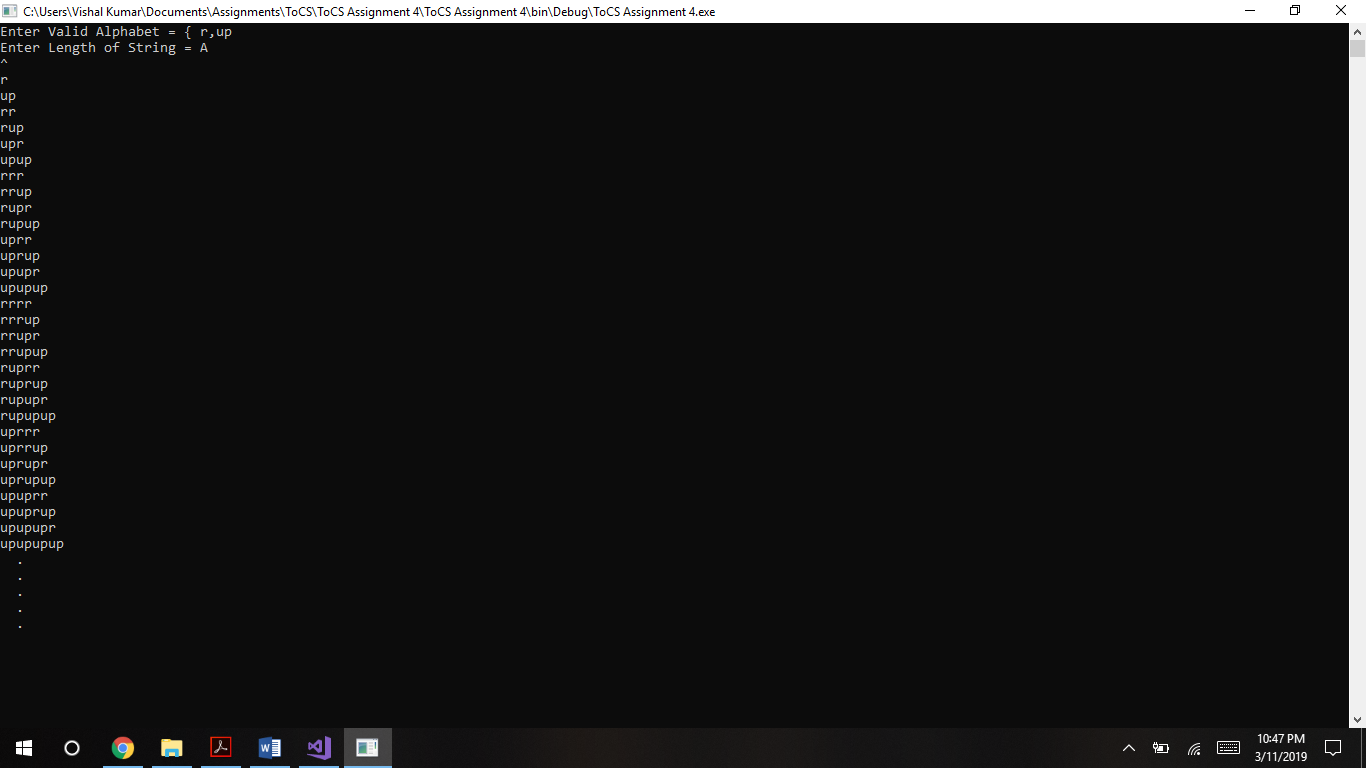 C:\Users\Vishal Kumar\Documents\Assignments\ToCS\ToCS Assignment 4\ToCS Assignment 4\bin\Debug\ToCS Assignment 4.exe
Enter Valid Alphabet = { r,up
Enter Length of String = A
^
r
up
rr
rup
upr
upup
rrr
rrup
rupr
rupup
uprr
uprup
upupr
upupup
rrrr
rrrup
rrupr
rrupup
ruprr
ruprup
rupupr
rupupup
uprrr
uprrup
uprupr
uprupup
upuprr
upuprup
upupupr
upupupup
.
.
.
.
.
10:47 PM
3/11/2019